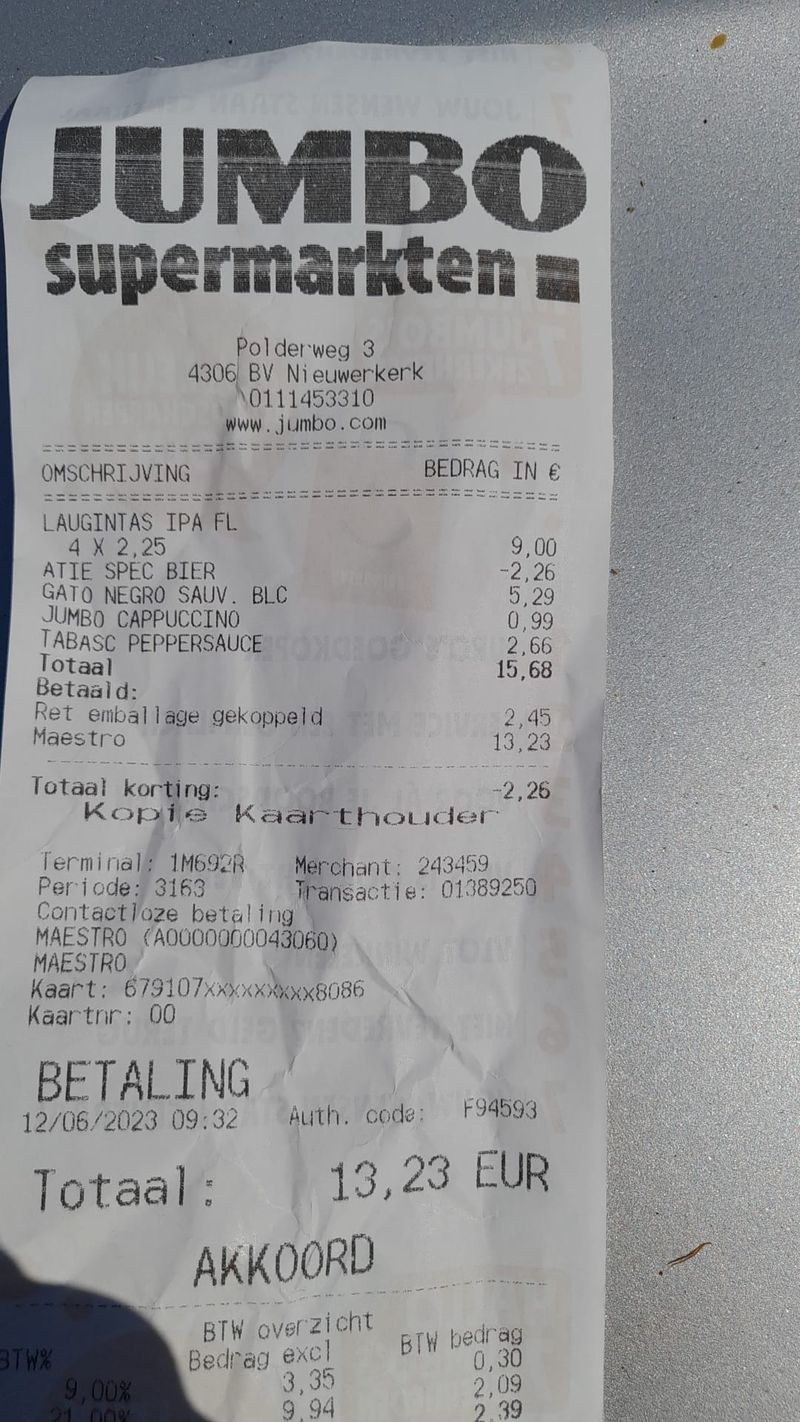 JUMBO
supermarkten
Polderweg 3
4306 BV Nieuwerkerk
0111453310
www.jumbo.com
OMSCHRIJVING BEDRAG IN €
LAUGINTAS IPA FL
4 X 2,25 9,00
ATIE SPEC BIER -2,26
GATO NEGRO SAUV. BLC 5,29
JUMBO CAPPUCCINO 0,99
TABASC PEPPERSAUCE 2,66
Totaal 15,68
Betaald:
Ret emballage gekoppeld 2,45
Maestro 13,23
Totaal korting: -2,26
Kopie Kaarthouder
Terminal: 1M692R Merchant: 243459
Periode: 3163 Transactie: 01389250
Contactloze betaling
MAESTRO (A0000000043060)
MAESTRO
Kaart: 679107xxxxxxxxx8086
Kaartnr: 00
BETALING
12/06/2023 09:32 Auth. code: F94593
Totaal: 13,23 EUR
AKKOORD
BTW overzicht
BTW% Bedrag excl BTW bedrag
9,00% 3,35 0,30
21,00% 9,94 2,09
2,39